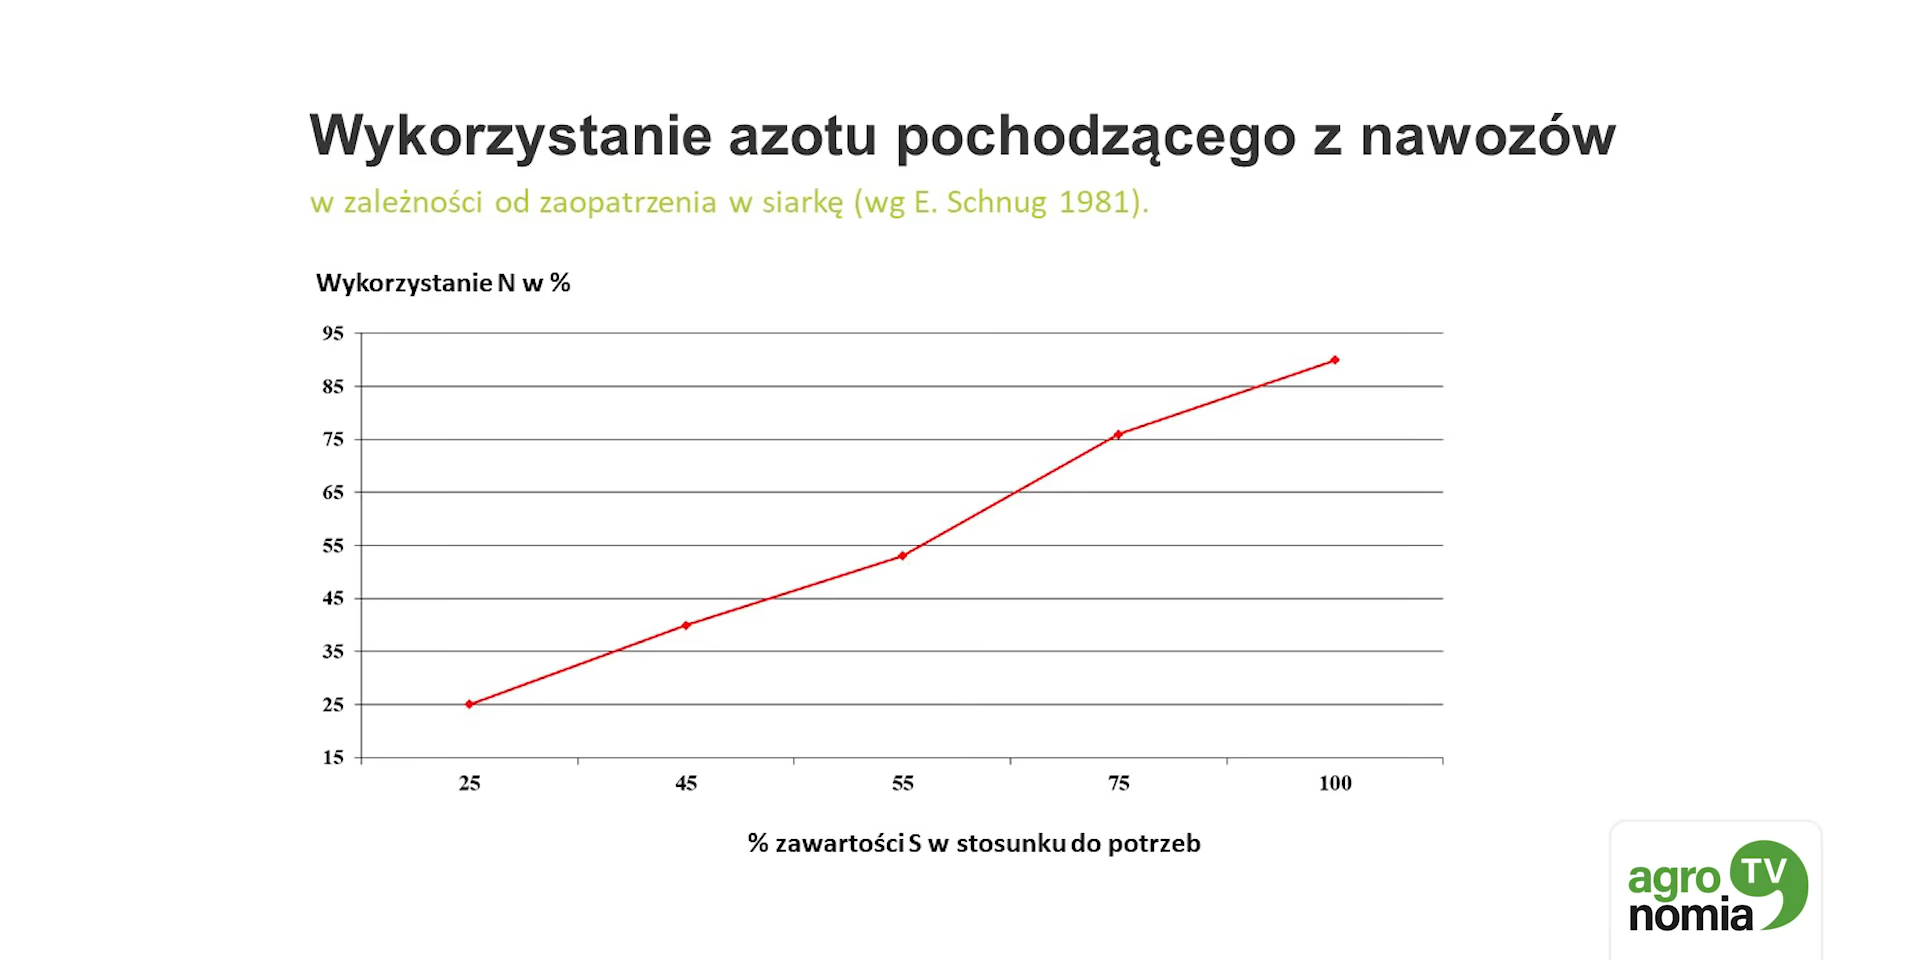 Wykorzystanie azotu pochodzącego z nawozów
w zależności od zaopatrzenia w siarkę (wg E. Schnug 1981).
Wykorzystanie N w %
95
85
75
65
55
45
35
25
15
25 45 55 75 100
% zawartości S w stosunku do potrzeb
agro TV
nomia